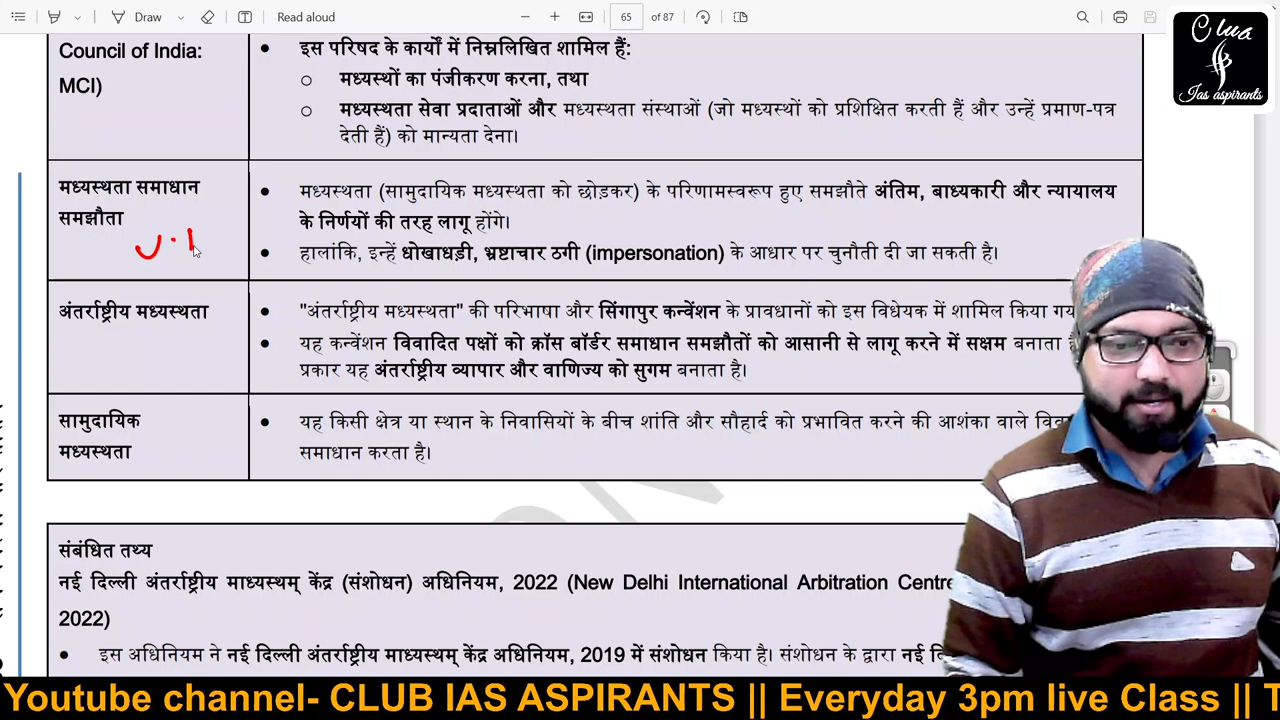 Draw
Read aloud
65
of 87
Clua
Ias aspirants
Council of India:
MCI)
इस परिषद के कार्यों में निम्नलिखित शामिल हैं:
मध्यस्थों का पंजीकरण करना, तथा
मध्यस्थता सेवा प्रदाताओं और मध्यस्थता संस्थाओं (जो मध्यस्थों को प्रशिक्षित करती हैं और उन्हें प्रमाण-पत्र
देती हैं) को मान्यता देना।
मध्यस्थता समाधान
समझौता
मध्यस्थता (सामुदायिक मध्यस्थता को छोड़कर) के परिणामस्वरूप हुए समझौते अंतिम, बाध्यकारी और न्यायालय
के निर्णयों की तरह लागू होंगे।
हालांकि, इन्हें धोखाधड़ी, भ्रष्टाचार ठगी (impersonation) के आधार पर चुनौती दी जा सकती है।
अंतर्राष्ट्रीय मध्यस्थता
"अंतर्राष्ट्रीय मध्यस्थता" की परिभाषा और सिंगापुर कन्वेंशन के प्रावधानों को इस विधेयक में शामिल किया
यह कन्वेंशन विवादित पक्षों को क्रॉस बॉर्डर समाधान समझौतों को आसानी से लागू करने में सक्षम बनाता
प्रकार यह अंतर्राष्ट्रीय व्यापार और वाणिज्य को सुगम बनाता है।
सामुदायिक
मध्यस्थता
यह किसी क्षेत्र या स्थान के निवासियों के बीच शांति और सौहार्द को प्रभावित करने की आशंका वाले
समाधान करता है।
संबंधित तथ्य
नई दिल्ली अंतर्राष्ट्रीय माध्यस्थम् केंद्र (संशोधन) अधिनियम, 2022 (New Delhi International Arbitration Centre
2022)
इस अधिनियम ने नई दिल्ली अंतर्राष्ट्रीय माध्यस्थम् केंद्र अधिनियम, 2019 में संशोधन किया है। संशोधन के द्वारा नई
Youtube channel- CLUB IAS ASPIRANTS || Everyday 3pm live Class ||